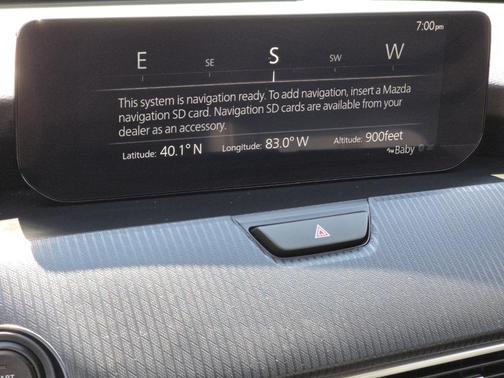 7:00pm
E SE S SW W
This system is navigation ready. To add navigation, insert a Mazda
navigation SD card. Navigation SD cards are available from your
dealer as an accessory.
Latitude: 40.1° N Longitude: 83.0° W Altitude: 900feet
Baby